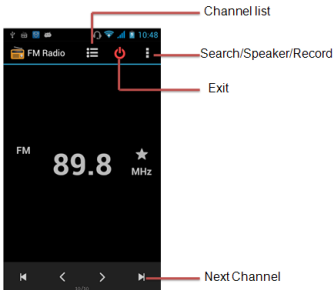 Channel list
10:48
FM Radio
Search/Speaker/Record
Exit
FM
89.8
MHz
Next Channel